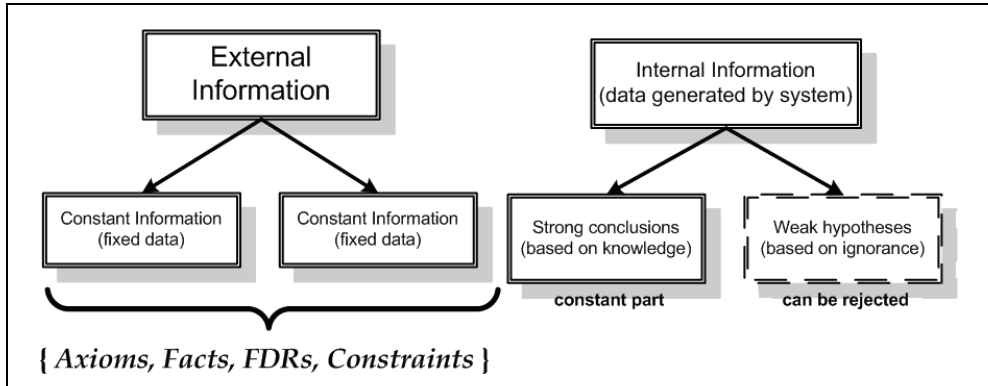 External
Information
Internal Information
(data generated by system)
Constant Information
(fixed data)
Constant Information
(fixed data)
Strong conclusions
(based on knowledge)
Weak hypotheses
(based on ignorance)
constant part
can be rejected
{ Axioms, Facts, FDRs, Constraints }